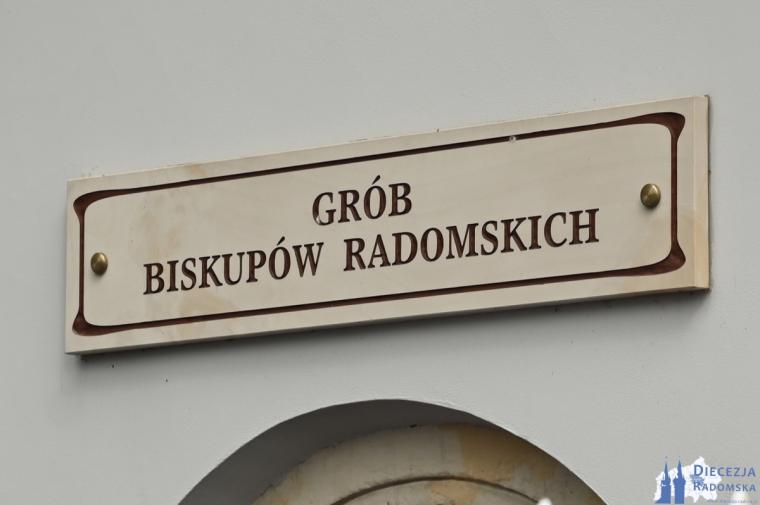 GRÓB
BISKUPÓW RADOMSKICH
DIECEZJA
RADOMSKA